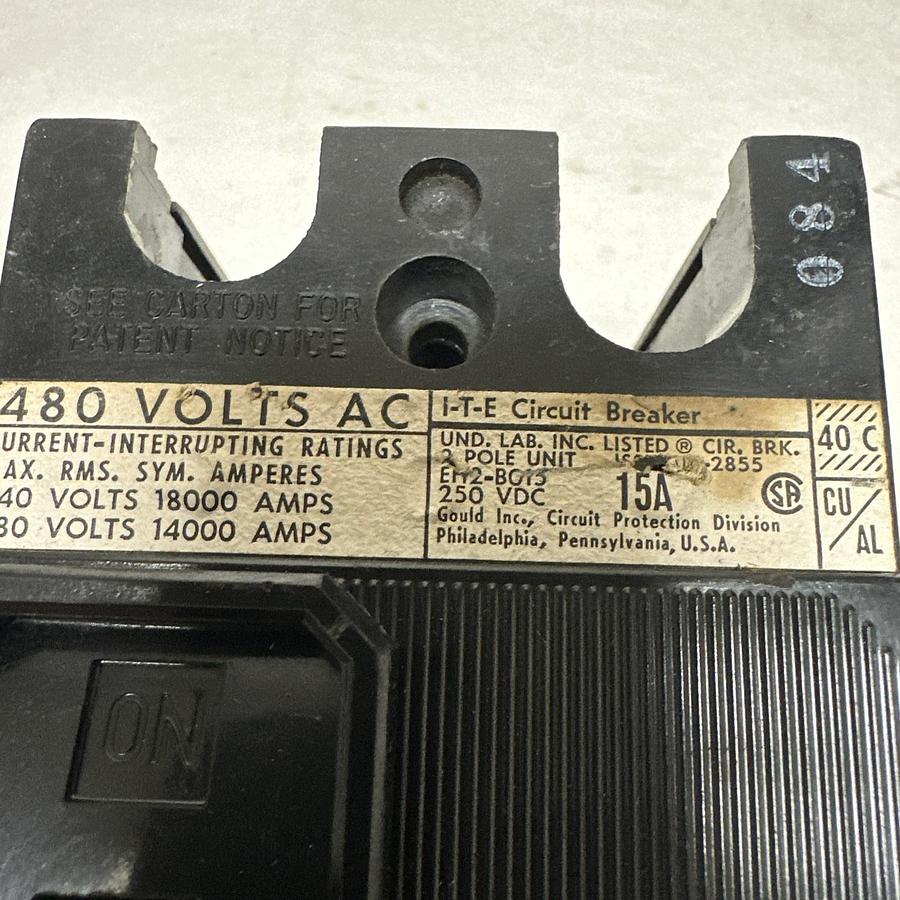 084
SEE CARTON FOR
PATENT NOTICE
480 VOLTS AC
URRENT-INTERRUPTING RATINGS
AX. RMS. SYM. AMPERES
40 VOLTS 18000 AMPS
80 VOLTS 14000 AMPS
I-T-E Circuit Breaker
UND. LAB. INC. LISTED ® CIR. BRK.
POLE UNIT -2855
15A
250 VDC
SA
Gould Inc., Circuit Protection Division
Philadelphia, Pennsylvania, U.S.A.
40 C
CU/
AL
ON